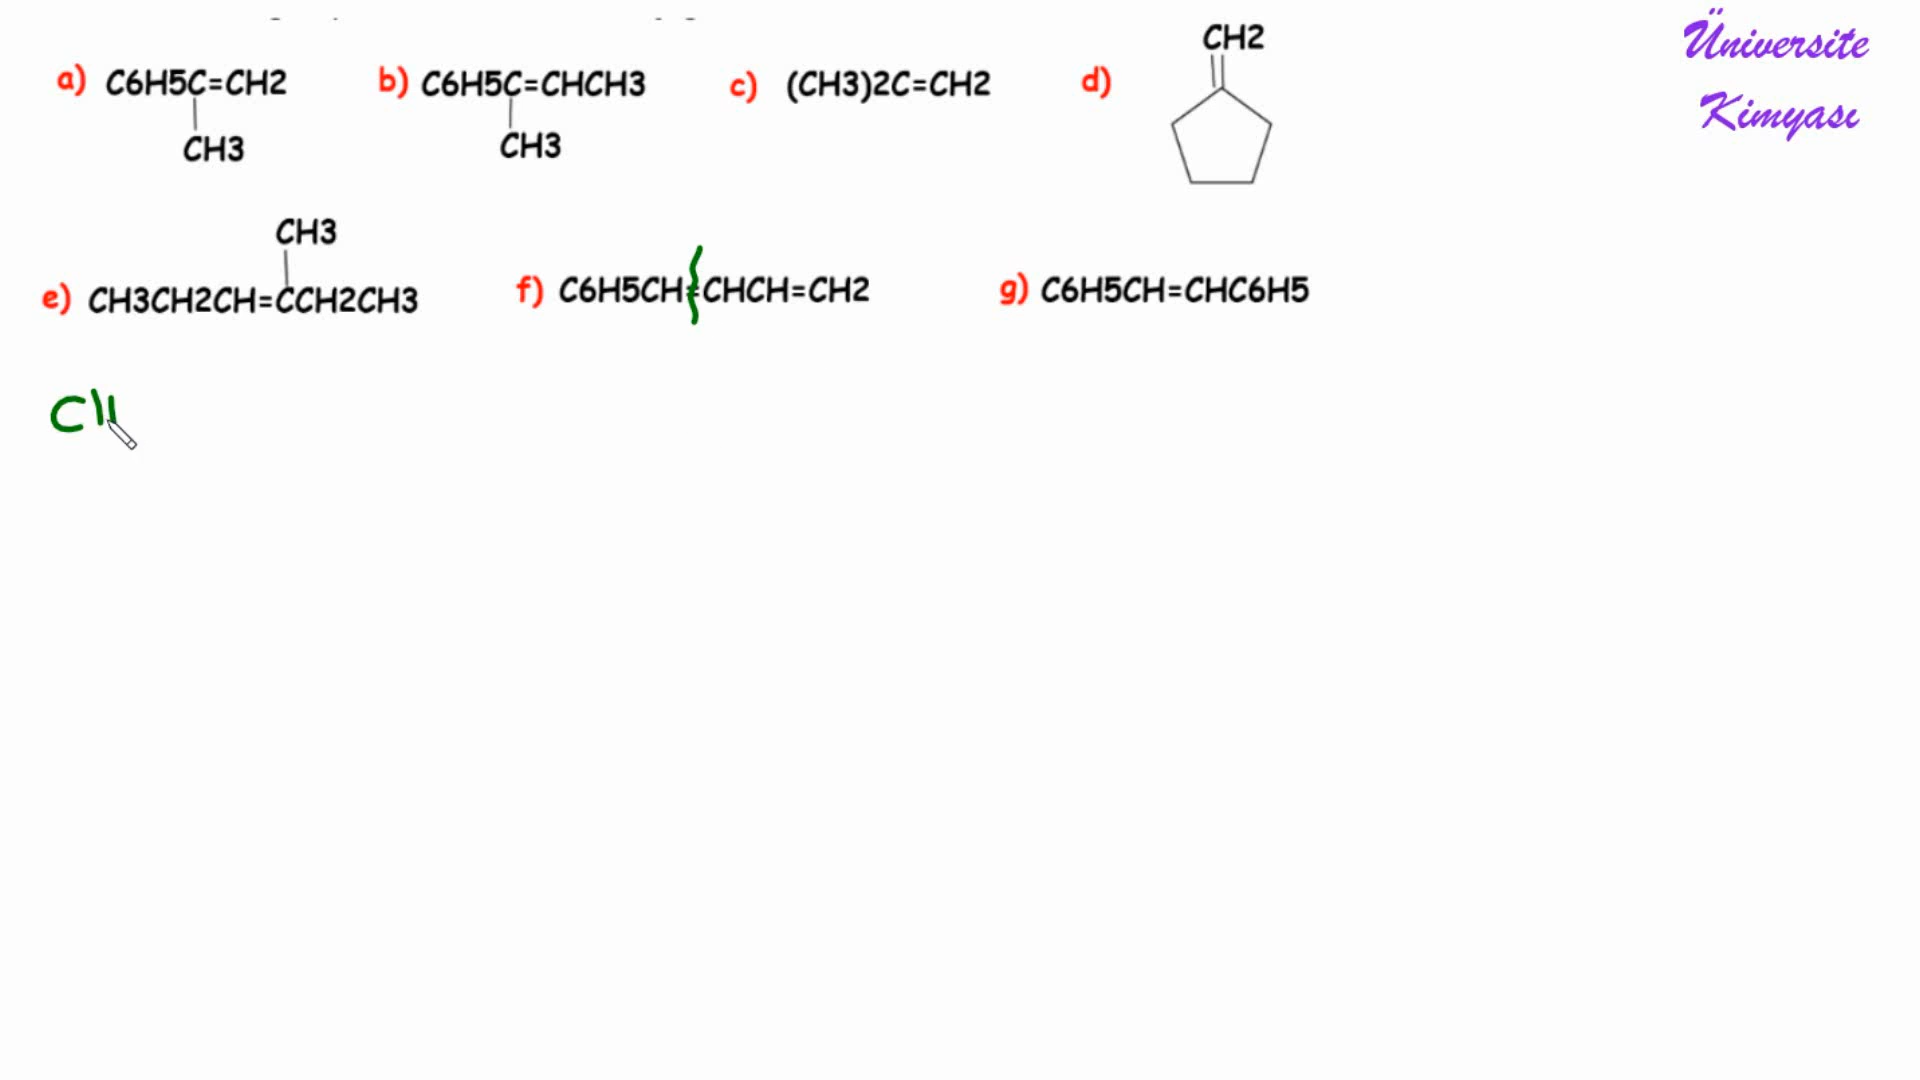 a) C6H5C=CH2
CH3
b) C6H5C=CHCH3
CH3
c) (CH3)2C=CH2
d)
CH2
Üniversite
Kimyası
CH3
e) CH3CH2CH=CCH2CH3
f) C6H5CH=CHCH=CH2
g) C6H5CH=CHC6H5